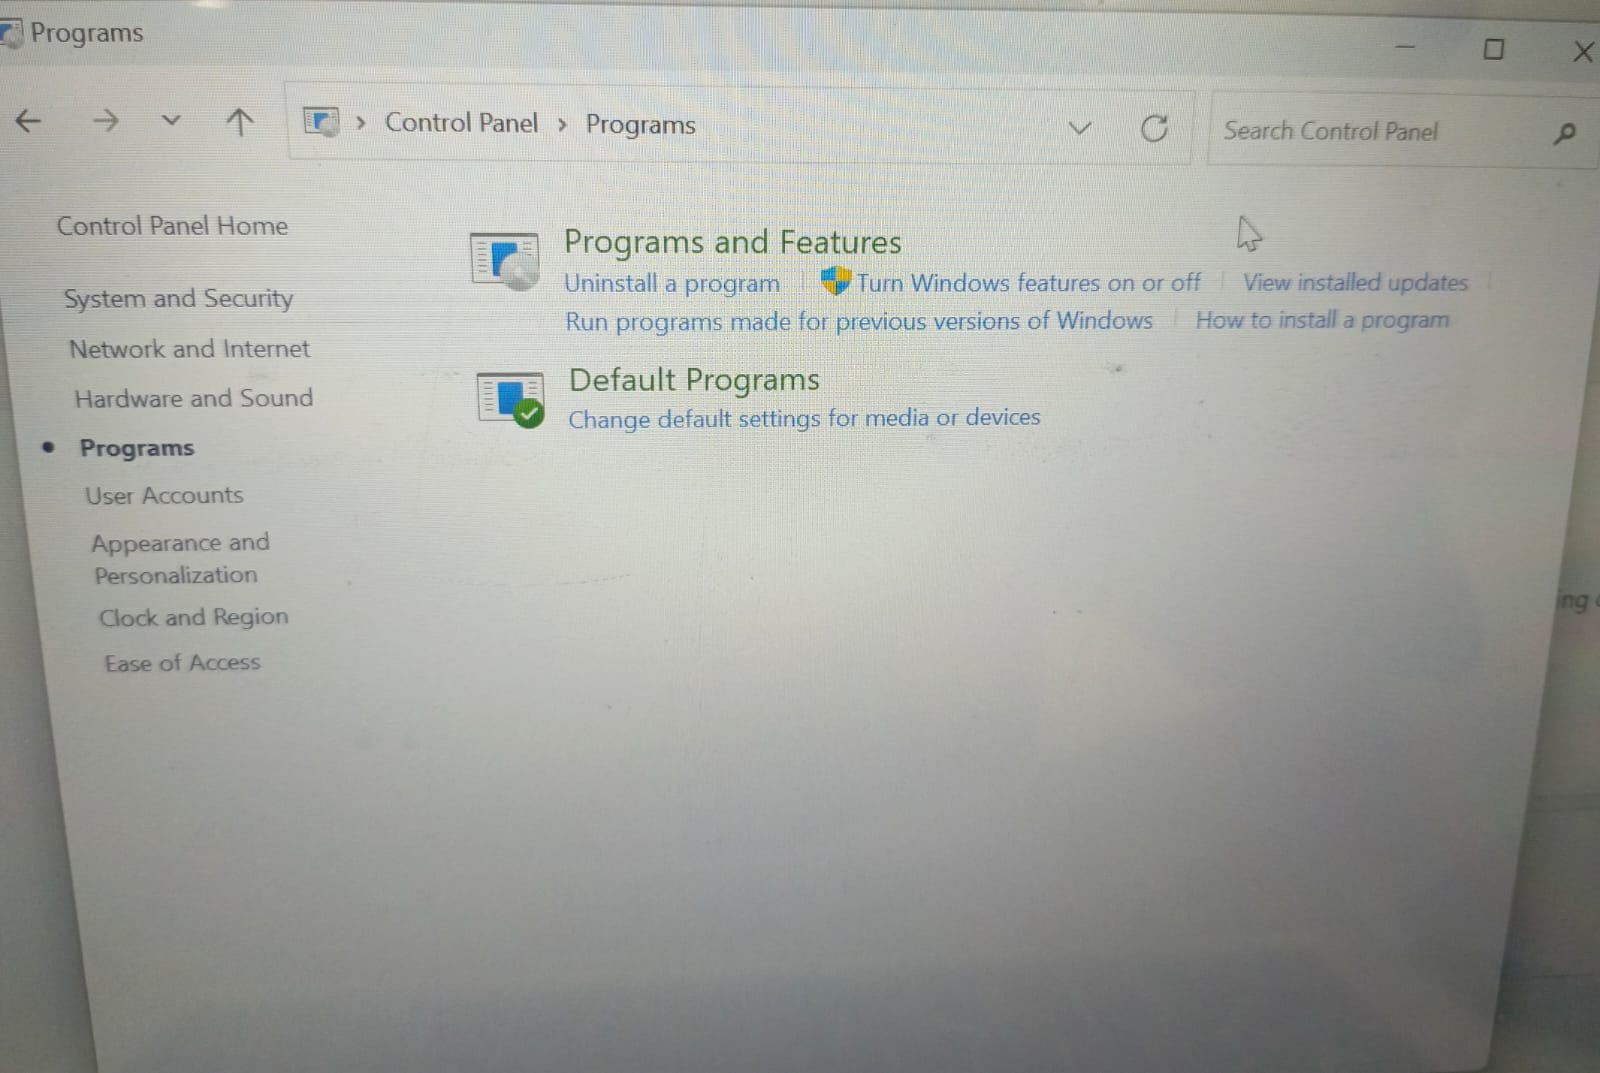 Programs
Control Panel > Programs
Search Control Panel
Control Panel Home
System and Security
Network and Internet
Hardware and Sound
Programs
User Accounts
Appearance and
Personalization
Clock and Region
Ease of Access
Programs and Features
Uninstall a program
Turn Windows features on or off
View installed updates
Run programs made for previous versions of Windows
How to install a program
Default Programs
Change default settings for media or devices
ing